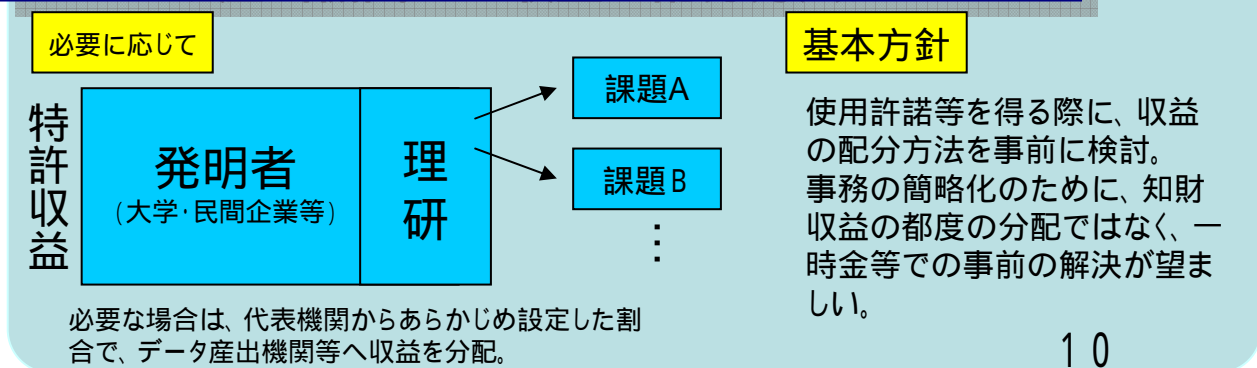 必要に応じて
特許収益
発明者
(大学・民間企業等)
理研
課題A
課題B
⋮
必要な場合は、代表機関からあらかじめ設定した割
合で、データ産出機関等へ収益を分配。
基本方針
使用許諾等を得る際に、収益
の配分方法を事前に検討。
事務の簡略化のために、知財
収益の都度の分配ではなく、一
時金等での事前の解決が望ま
しい。
10